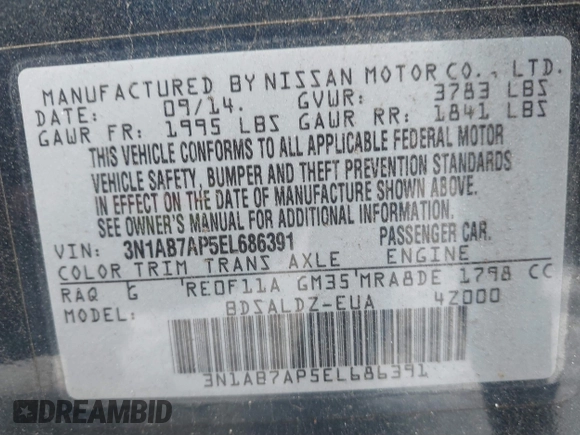 MANUFACTURED BY NISSAN MOTOR CO., LTD.
DATE: 09/14. GVWR: 3783 LBS
GAWR FR: 1995 LBS GAWR RR: 1841 LBS
THIS VEHICLE CONFORMS TO ALL APPLICABLE FEDERAL MOTOR
VEHICLE SAFETY, BUMPER AND THEFT PREVENTION STANDARDS
IN EFFECT ON THE DATE OF MANUFACTURE SHOWN ABOVE.
SEE OWNER'S MANUAL FOR ADDITIONAL INFORMATION.
VIN: 3N1AB7AP5EL686391 PASSENGER CAR.
COLOR TRIM TRANS AXLE ENGINE
RAQ G 'RE0F11A GM35'MRA8DE 1798 CC
MODEL: BDSALDZ-EUA 4Z000
3N1AB7AP5EL686391
DREAMBID